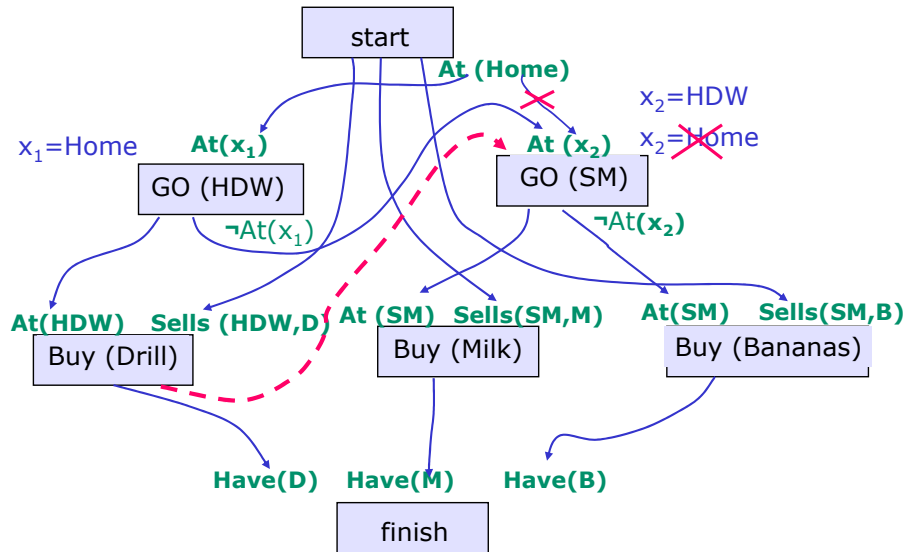 start
At (Home)
x₂=HDW
x₂=Home
x₁=Home
At(x₁)
At (x₂)
GO (HDW)
GO (SM)
¬At(x₁)
¬At(x₂)
At(HDW)
Sells (HDW,D)
At (SM)
Sells(SM,M)
At(SM)
Sells(SM,B)
Buy (Drill)
Buy (Milk)
Buy (Bananas)
Have(D)
Have(M)
Have(B)
finish